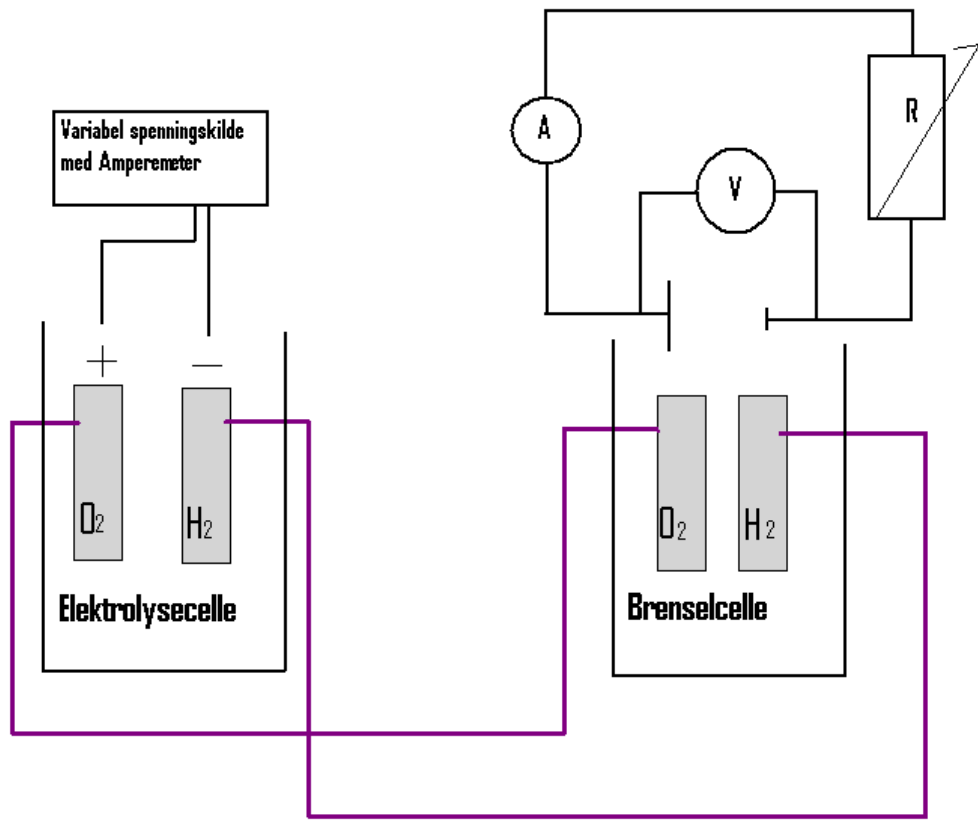 Variabel spenningskilde
med Amperemeter
A
V
R
+
−
O2
H2
Elektrolysecelle
O2
H2
Brenselcelle